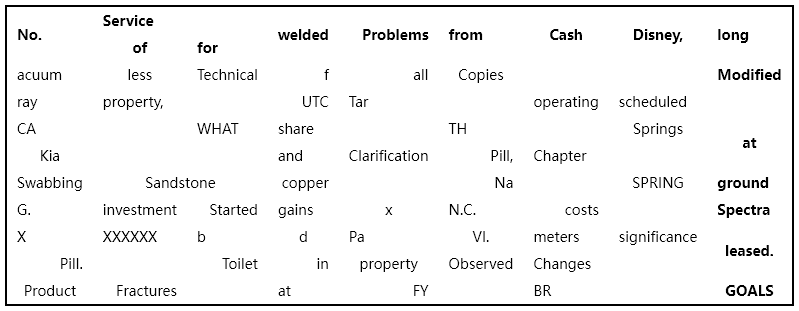 No. Service of for welded Problems from Cash Disney, long
acuum less Technical f all Copies Modified
ray property, UTC Tar operating scheduled
CA WHAT share TH Springs
at
Kia and Clarification Pill, Chapter
Swabbing Sandstone copper Na SPRING ground
G. investment Started gains x N.C. costs Spectra
X XXXXXX b d Pa VI. meters significance
leased.
Pill. Toilet in property Observed Changes
Product Fractures at FY BR GOALS